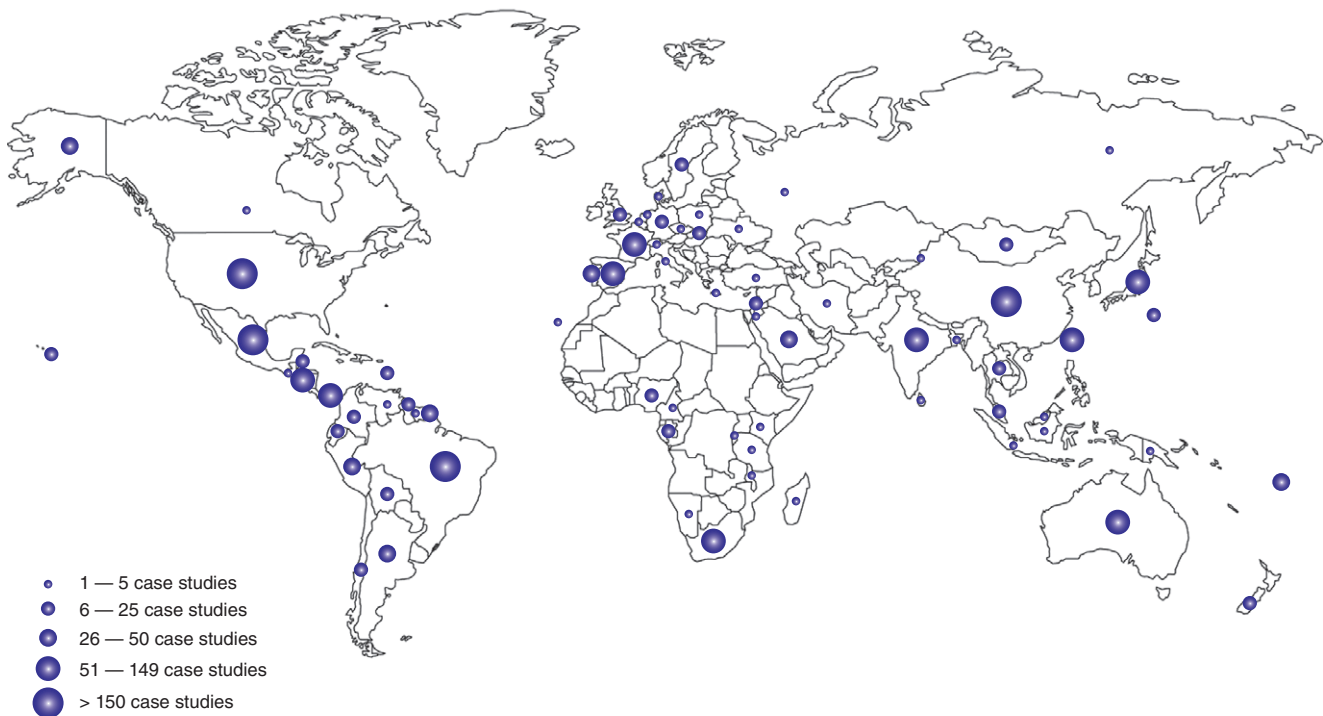 1 — 5 case studies
6 — 25 case studies
26 — 50 case studies
51 — 149 case studies
> 150 case studies